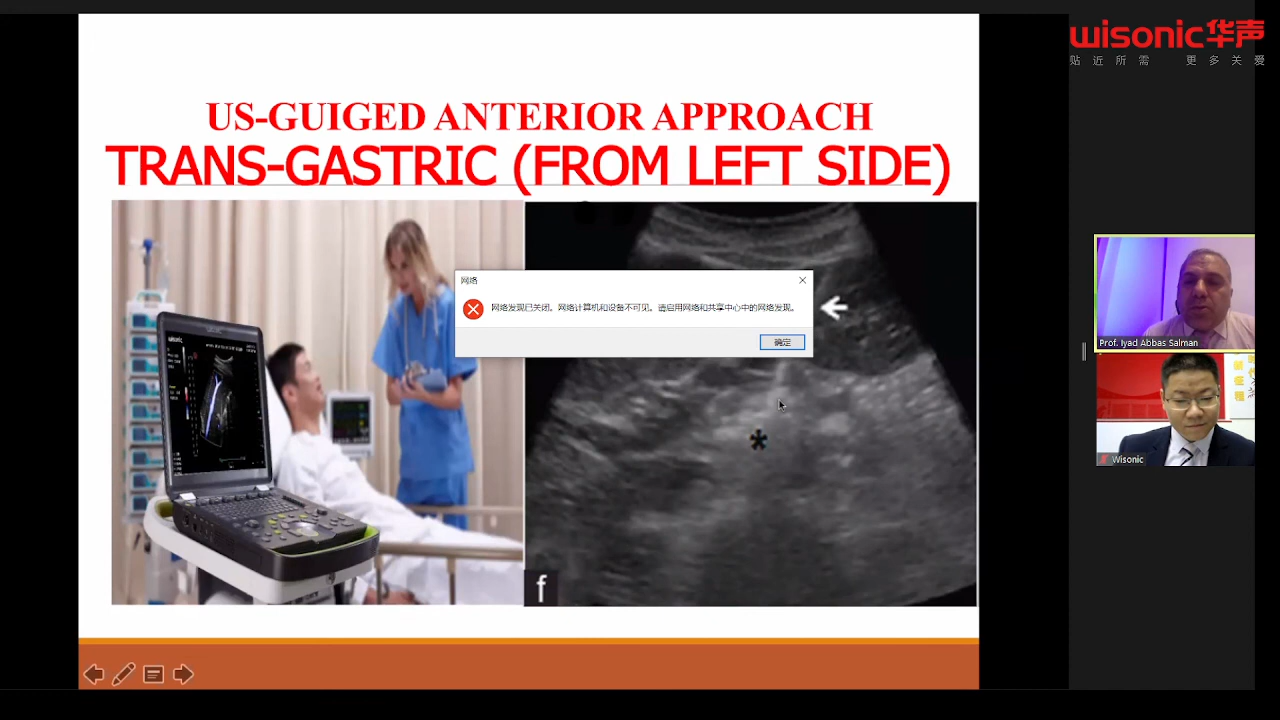 wisonic华声
贴近所需 更多关爱
US-GUIGED ANTERIOR APPROACH
TRANS-GASTRIC (FROM LEFT SIDE)
网络
网络发现已关闭。网络计算机和设备不可见。请启用网络和共享中心中的网络发现。
确定
wisonic
*
f
Prof. Iyad Abbas Salman
Wisonic